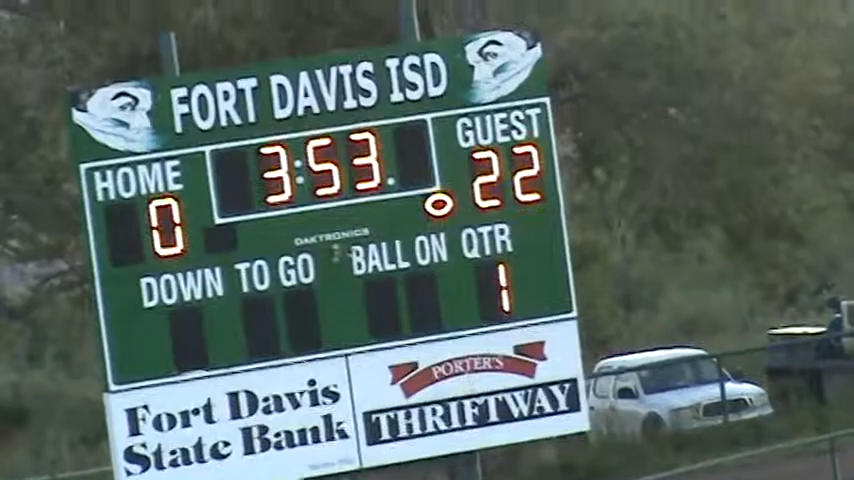 FORT DAVIS ISD
HOME 3:53. GUEST
0 22
DAKTRONICS
DOWN TO GO BALL ON QTR
1
Fort Davis
State Bank
PORTER'S
THRIFTWAY